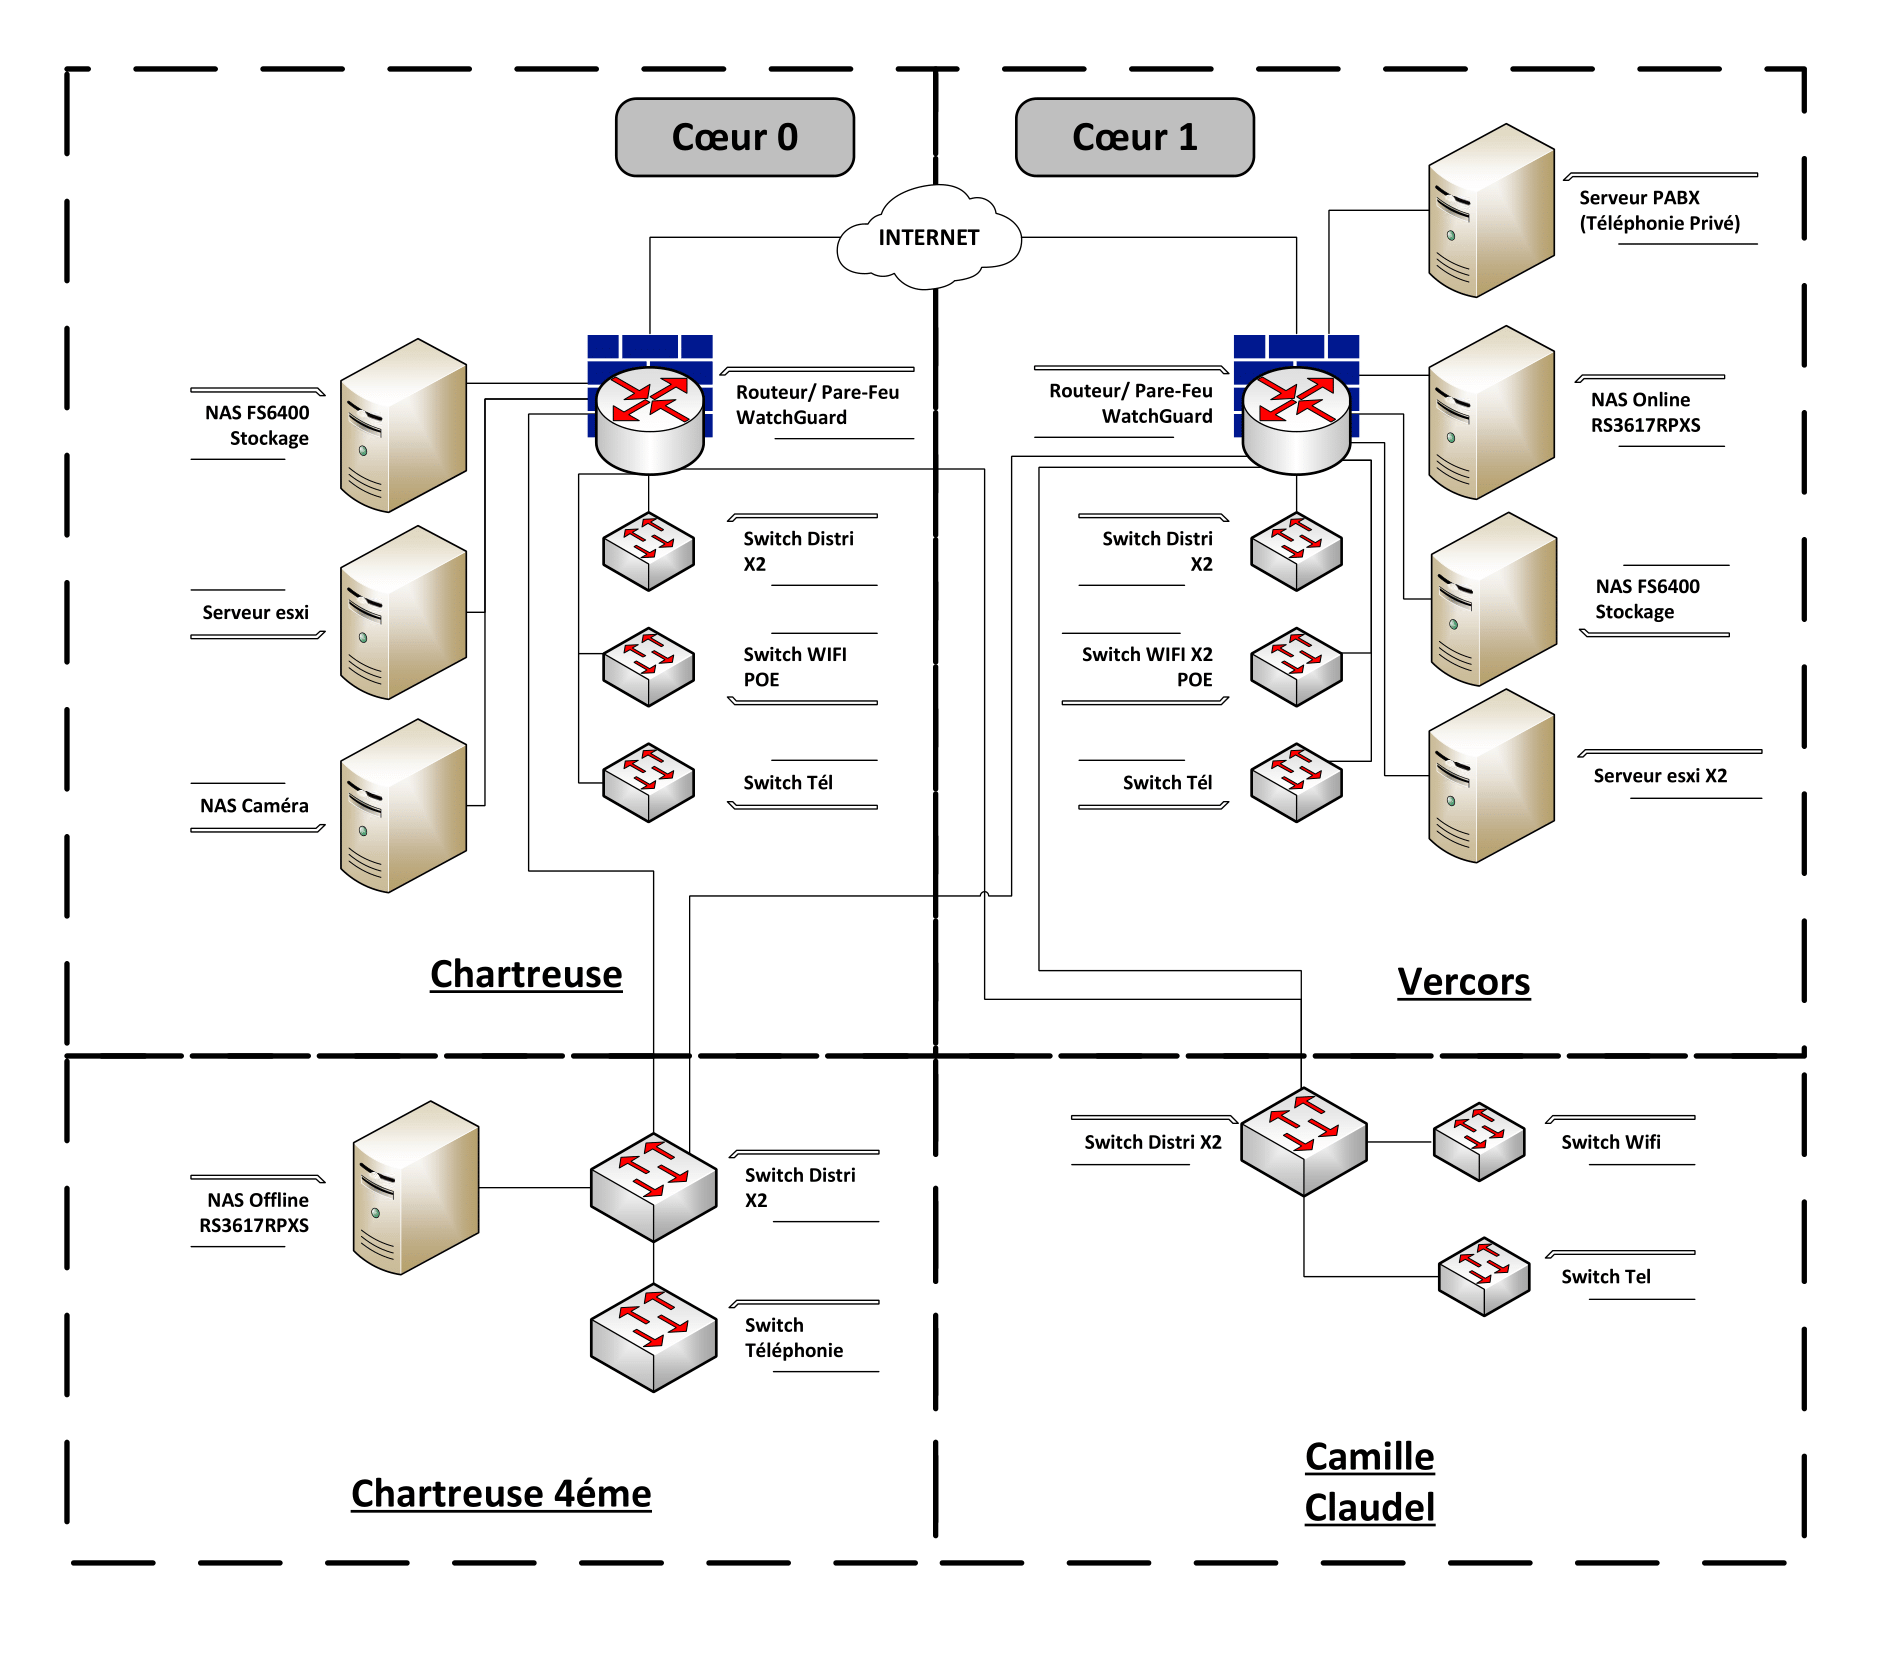 Cœur 0
Cœur 1
INTERNET
Serveur PABX
(Téléphonie Privé)
NAS FS6400
Stockage
Routeur/ Pare-Feu
WatchGuard
Routeur/ Pare-Feu
WatchGuard
NAS Online
RS3617RPXS
Switch Distri
X2
Switch Distri
X2
NAS FS6400
Stockage
Serveur esxi
Switch WIFI
POE
Switch WIFI X2
POE
NAS Caméra
Switch Tél
Switch Tél
Serveur esxi X2
Chartreuse
Vercors
NAS Offline
RS3617RPXS
Switch Distri
X2
Switch Distri X2
Switch Wifi
Switch Tel
Switch
Téléphonie
Chartreuse 4éme
Camille
Claudel